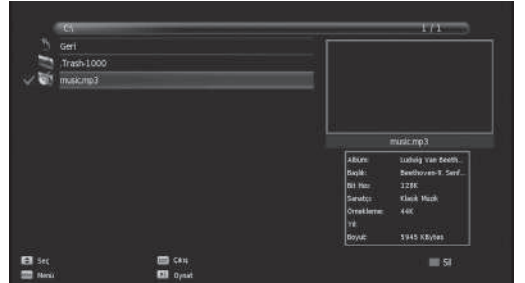 C:\ 1 / 1
Geri
.Trash-1000
music.mp3
music.mp3
Albüm: Ludwig Van Beeth...
Başlık: Beethoven-9. Senf...
Bit Hızı: 128K
Sanatçı: Klasik Müzik
Örnekleme: 44K
Yıl:
Boyut: 5945 KBytes
Seç
Çıkış
Sil
Menü
Oynat